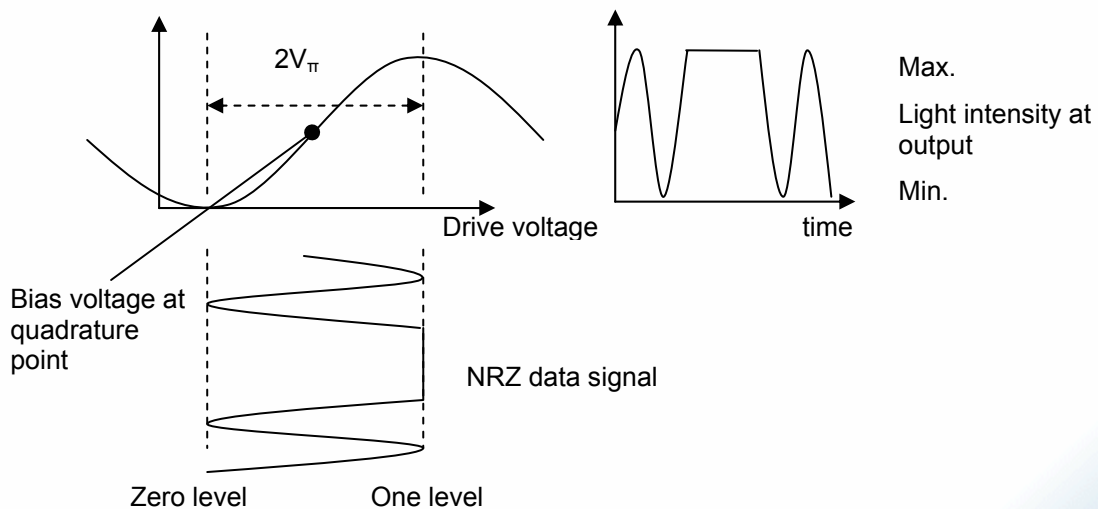 2Vπ
Drive voltage
Max.
Light intensity at
output
Min.
time
Bias voltage at
quadrature
point
NRZ data signal
Zero level
One level